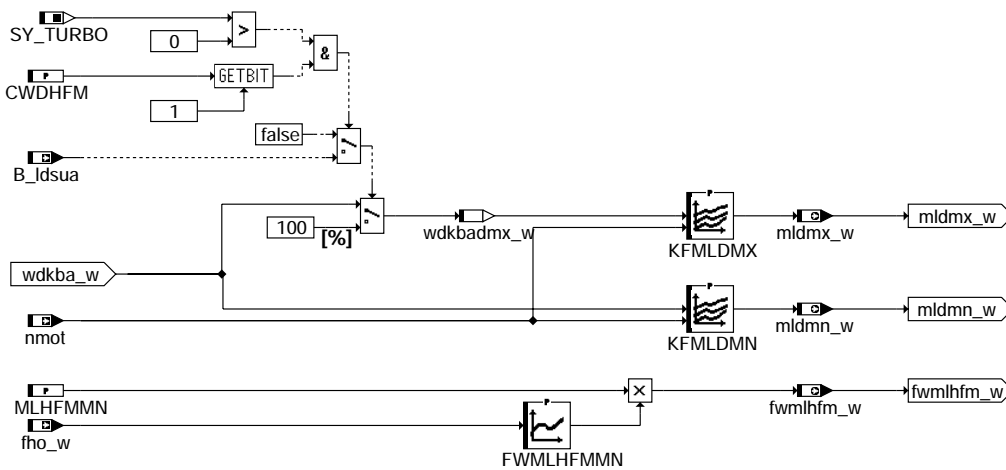 SY_TURBO
0
>
&
P
CWDHFM
GETBIT
1
false
B_ldsua
100
[%]
wdkbadmx_w
P
KFMLDMX
mldmx_w
mldmx_w
wdkba_w
nmot
P
KFMLDMN
mldmn_w
mldmn_w
P
MLHFMMN
×
fwmlhfm_w
fwmlhfm_w
fho_w
P
FWMLHFMMN